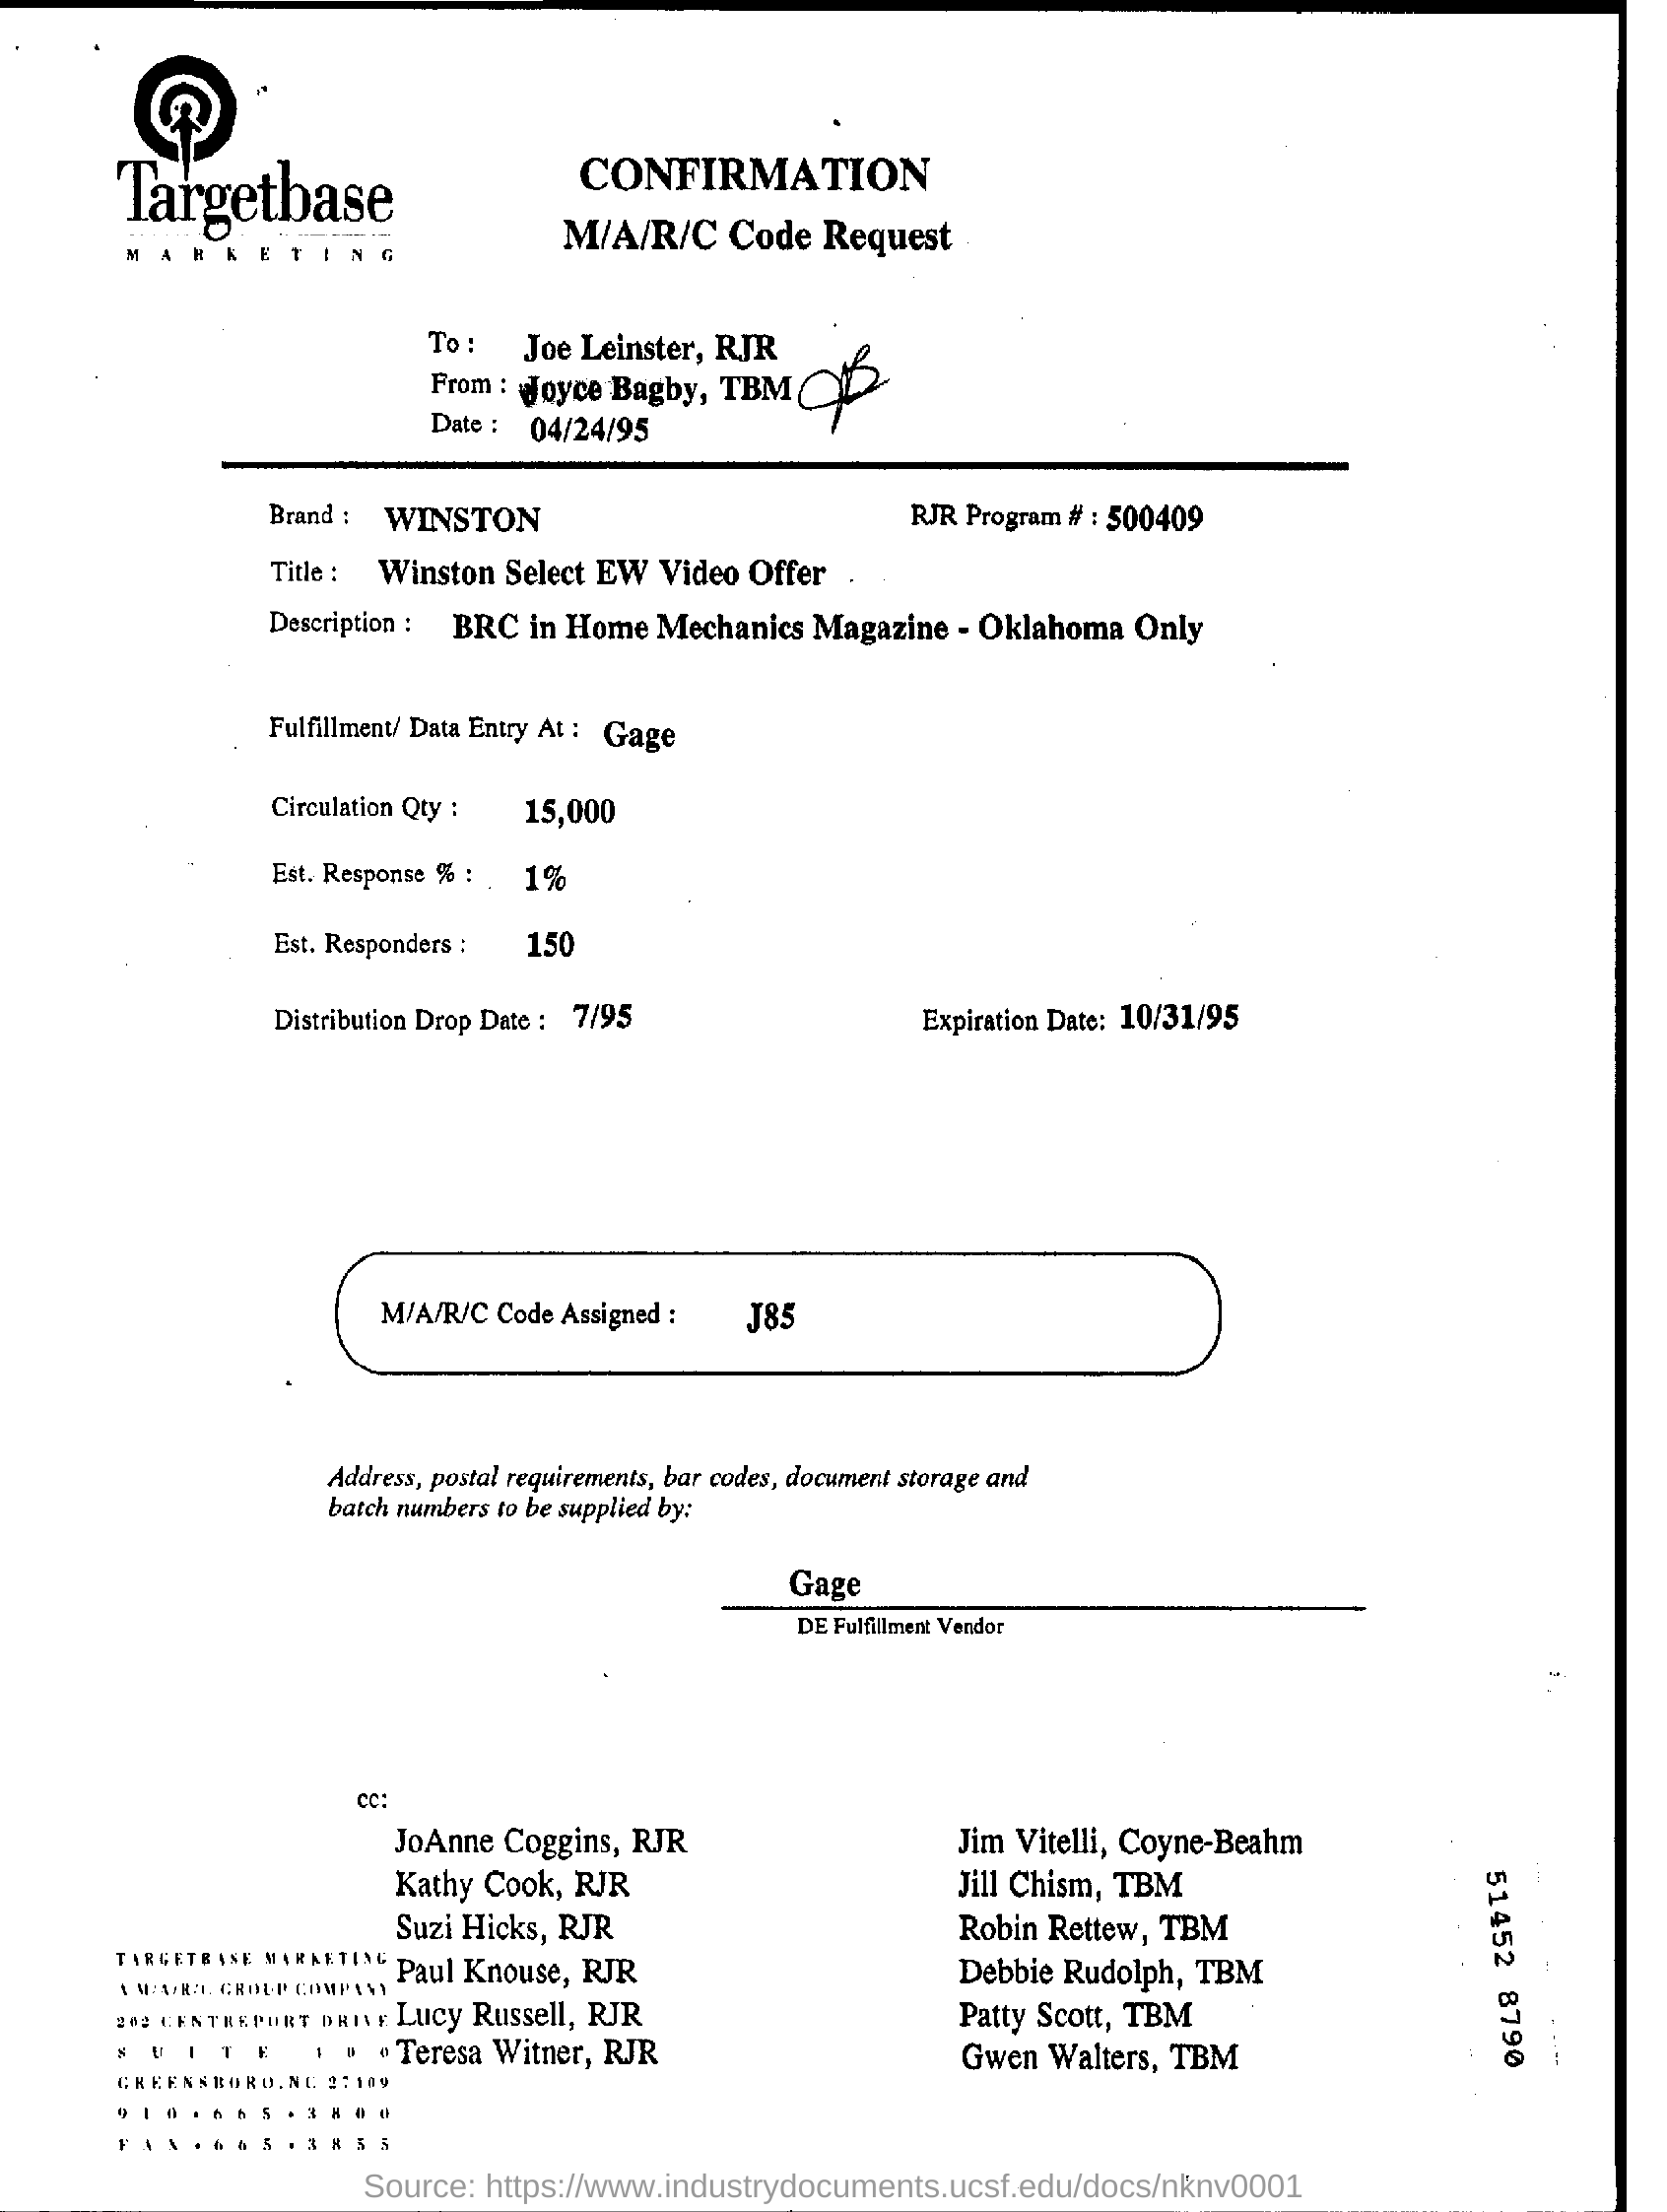 Targetbase
MARKETING
CONFIRMATION
M/A/R/C Code Request
To : Joe Leinster, RJR
From : Joyce Bagby, TBM JB
Date : 04/24/95
Brand : WINSTON RJR Program # : 500409
Title : Winston Select EW Video Offer
Description : BRC in Home Mechanics Magazine - Oklahoma Only
Fulfillment/ Data Entry At : Gage
Circulation Qty : 15,000
Est. Response % : 1%
Est. Responders : 150
Distribution Drop Date : 7/95 Expiration Date: 10/31/95
M/A/R/C Code Assigned : J85
Address, postal requirements, bar codes, document storage and
batch numbers to be supplied by:
Gage
DE Fulfillment Vendor
cc:
JoAnne Coggins, RJR Jim Vitelli, Coyne-Beahm
Kathy Cook, RJR Jill Chism, TBM
Suzi Hicks, RJR Robin Rettew, TBM
Paul Knouse, RJR Debbie Rudolph, TBM
Lucy Russell, RJR Patty Scott, TBM
Teresa Witner, RJR Gwen Walters, TBM
TARGETBASE MARKETING
A M/A/R/C GROUP COMPANY
202 CENTREPORT DRIVE
SUITE 100
GREENSBORO, NC 27409
910•665•3800
FAX•665•3855
51452 8790
Source: https://www.industrydocuments.ucsf.edu/docs/nknv0001